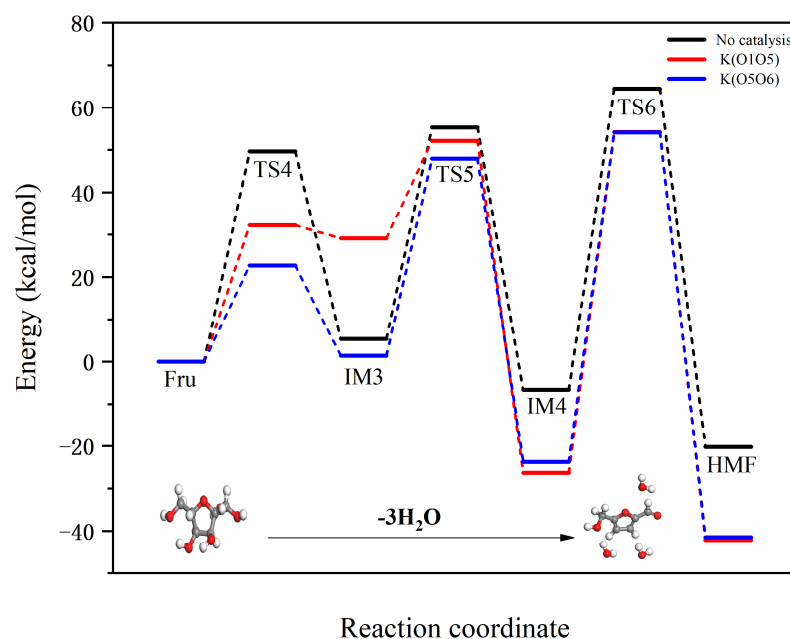 80
60
40
20
0
−20
−40
Energy (kcal/mol)
No catalysis
K(O1O5)
K(O5O6)
TS6
TS4
TS5
Fru
IM3
IM4
HMF
-3H₂O
Reaction coordinate